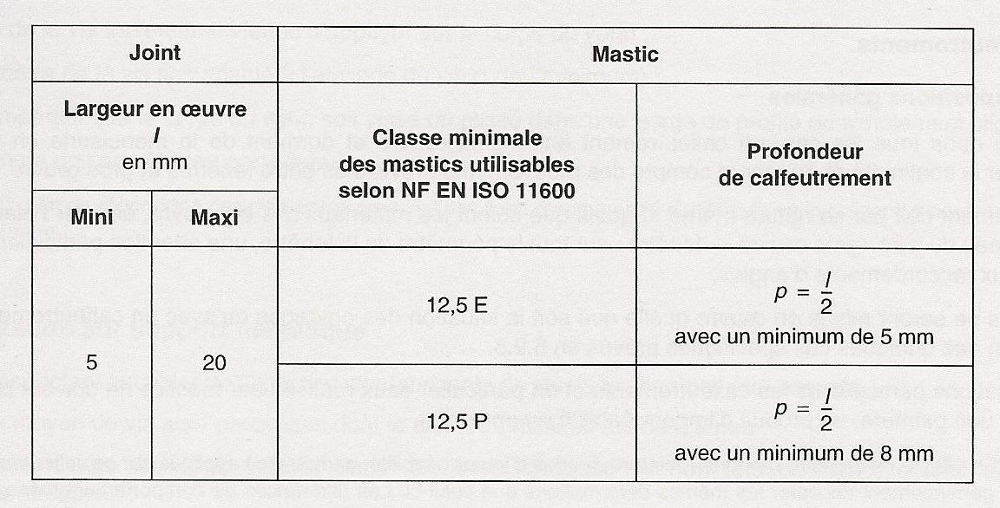 Joint
Mastic
Largeur en œuvre
l
en mm
Mini
Maxi
Classe minimale
des mastics utilisables
selon NF EN ISO 11600
Profondeur
de calfeutrement
5
20
12,5 E
p = l/2
avec un minimum de 5 mm
12,5 P
p = l/2
avec un minimum de 8 mm